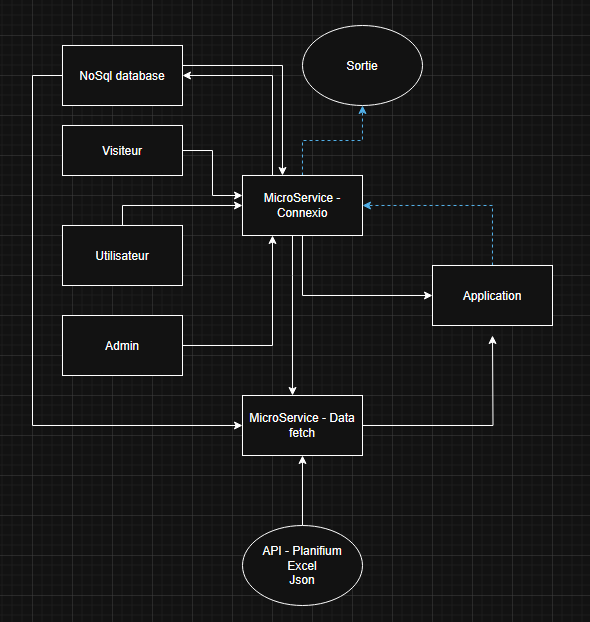 NoSql database
Sortie
Visiteur
MicroService -
Connexio
Utilisateur
Application
Admin
MicroService - Data
fetch
API - Planifium
Excel
Json